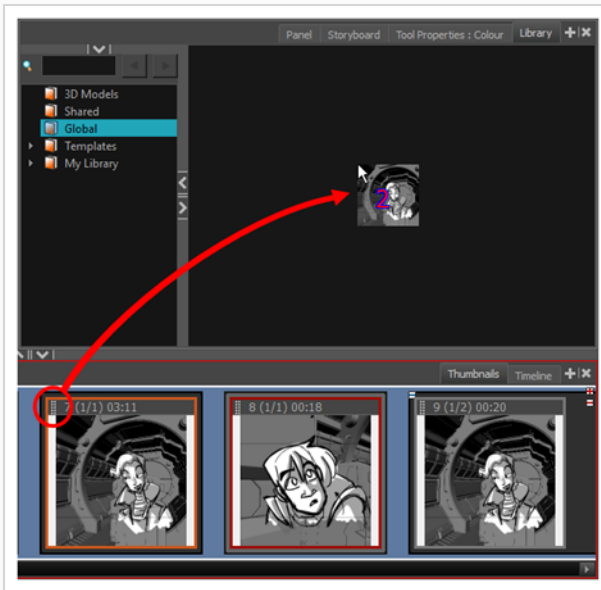 Panel Storyboard Tool Properties : Colour Library
3D Models
Shared
Global
Templates
My Library
2
Thumbnails Timeline
7 (1/1) 03:11 8 (1/1) 00:18 9 (1/2) 00:20